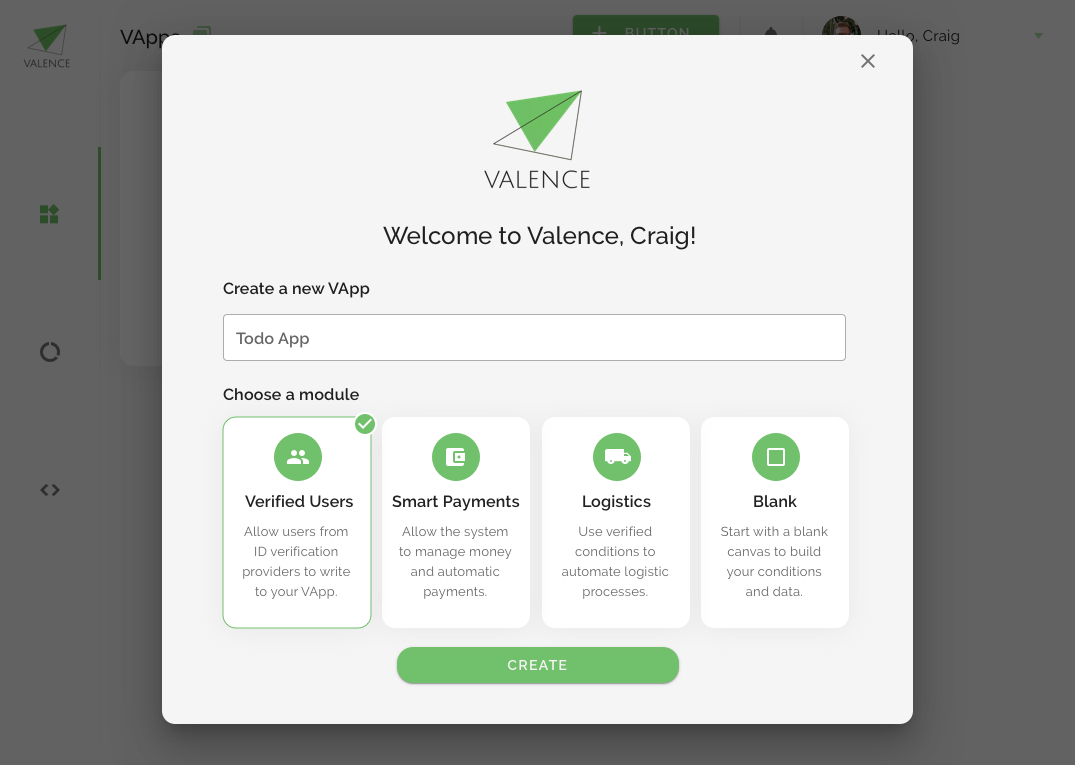 VALENCE
VApps
BUTTON
Hello, Craig
VALENCE
Welcome to Valence, Craig!
Create a new VApp
Todo App
Choose a module
Verified Users
Allow users from
ID verification
providers to write
to your VApp.
Smart Payments
Allow the system
to manage money
and automatic
payments.
Logistics
Use verified
conditions to
automate logistic
processes.
Blank
Start with a blank
canvas to build
your conditions
and data.
CREATE